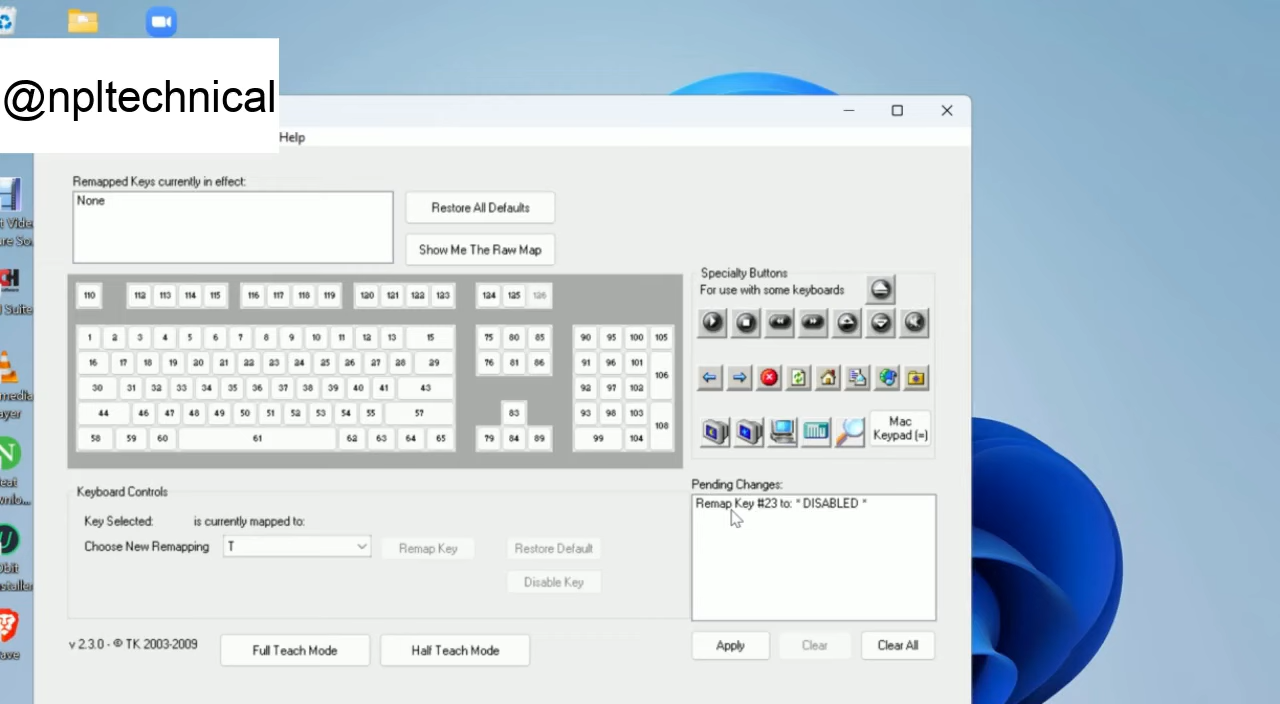 @npltechnical
Help
Remapped Keys currently in effect:
None
Restore All Defaults
Show Me The Raw Map
110 112 113 114 115 116 117 118 119 120 121 122 123 124 125 126
1 2 3 4 5 6 7 8 9 10 11 12 13 15 75 80 85 90 95 100 105
16 17 18 19 20 21 22 23 24 25 26 27 28 29 76 81 86 91 96 101
106
30 31 32 33 34 35 36 37 38 39 40 41 43 92 97 102
44 46 47 48 49 50 51 52 53 54 55 57 83 93 98 103
108
58 59 60 61 62 63 64 65 79 84 89 99 104
Specialty Buttons
For use with some keyboards
Mac
Keypad (=)
Keyboard Controls
Key Selected: is currently mapped to:
Choose New Remapping T Remap Key Restore Default
Disable Key
Pending Changes:
Remap Key #23 to: * DISABLED *
v 2.3.0 - © TK 2003-2009
Full Teach Mode
Half Teach Mode
Apply
Clear
Clear All